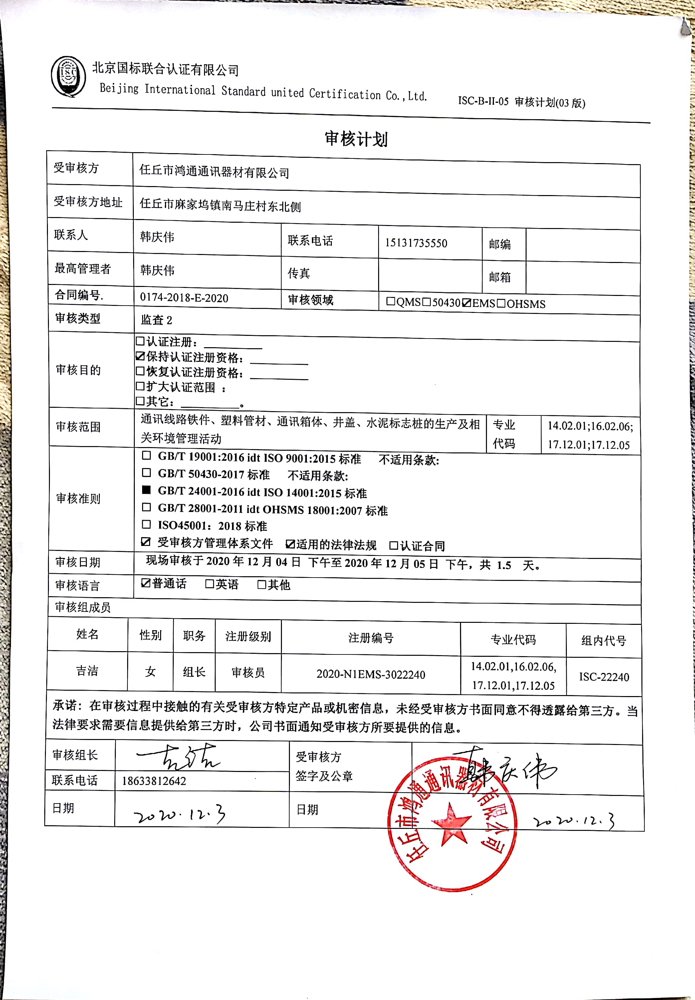 ISC
北京国标联合认证有限公司
Beijing International Standard united Certification Co.,Ltd.
ISC-B-II-05 审核计划(03 版)
审核计划
受审核方 任丘市鸿通通讯器材有限公司
受审核方地址 任丘市麻家坞镇南马庄村东北侧
联系人 韩庆伟 联系电话 15131735550 邮编
最高管理者 韩庆伟 传真 邮箱
合同编号. 0174-2018-E-2020 审核领域 □QMS□50430☑EMS□OHSMS
审核类型 监查 2
审核目的
□认证注册：
☑保持认证注册资格：
□恢复认证注册资格：
□扩大认证范围 ：
□其它： 。
审核范围
通讯线路铁件、塑料管材、通讯箱体、井盖、水泥标志桩的生产及相
关环境管理活动
专业
代码
14.02.01;16.02.06;
17.12.01;17.12.05
审核准则
□ GB/T 19001:2016 idt ISO 9001:2015 标准 不适用条款:
□ GB/T 50430-2017 标准 不适用条款:
■ GB/T 24001-2016 idt ISO 14001:2015 标准
□ GB/T 28001-2011 idt OHSMS 18001:2007 标准
□ ISO45001：2018 标准
☑ 受审核方管理体系文件 ☑适用的法律法规 □认证合同
审核日期 现场审核于 2020 年 12 月 04 日 下午至 2020 年 12 月 05 日 下午，共 1.5 天。
审核语言 ☑普通话 □英语 □其他
审核组成员
姓名 性别 职务 注册级别 注册编号 专业代码 组内代号
吉洁 女 组长 审核员 2020-N1EMS-3022240
14.02.01,16.02.06,
17.12.01,17.12.05
ISC-22240
承诺：在审核过程中接触的有关受审核方特定产品或机密信息，未经受审核方书面同意不得透露给第三方。当
法律要求需要信息提供给第三方时，公司书面通知受审核方所要提供的信息。
审核组长 吉洁
受审核方
签字及公章
韩庆伟
联系电话 18633812642
日期 2020.12.3 日期 2020.12.3
任丘市鸿通通讯器材有限公司